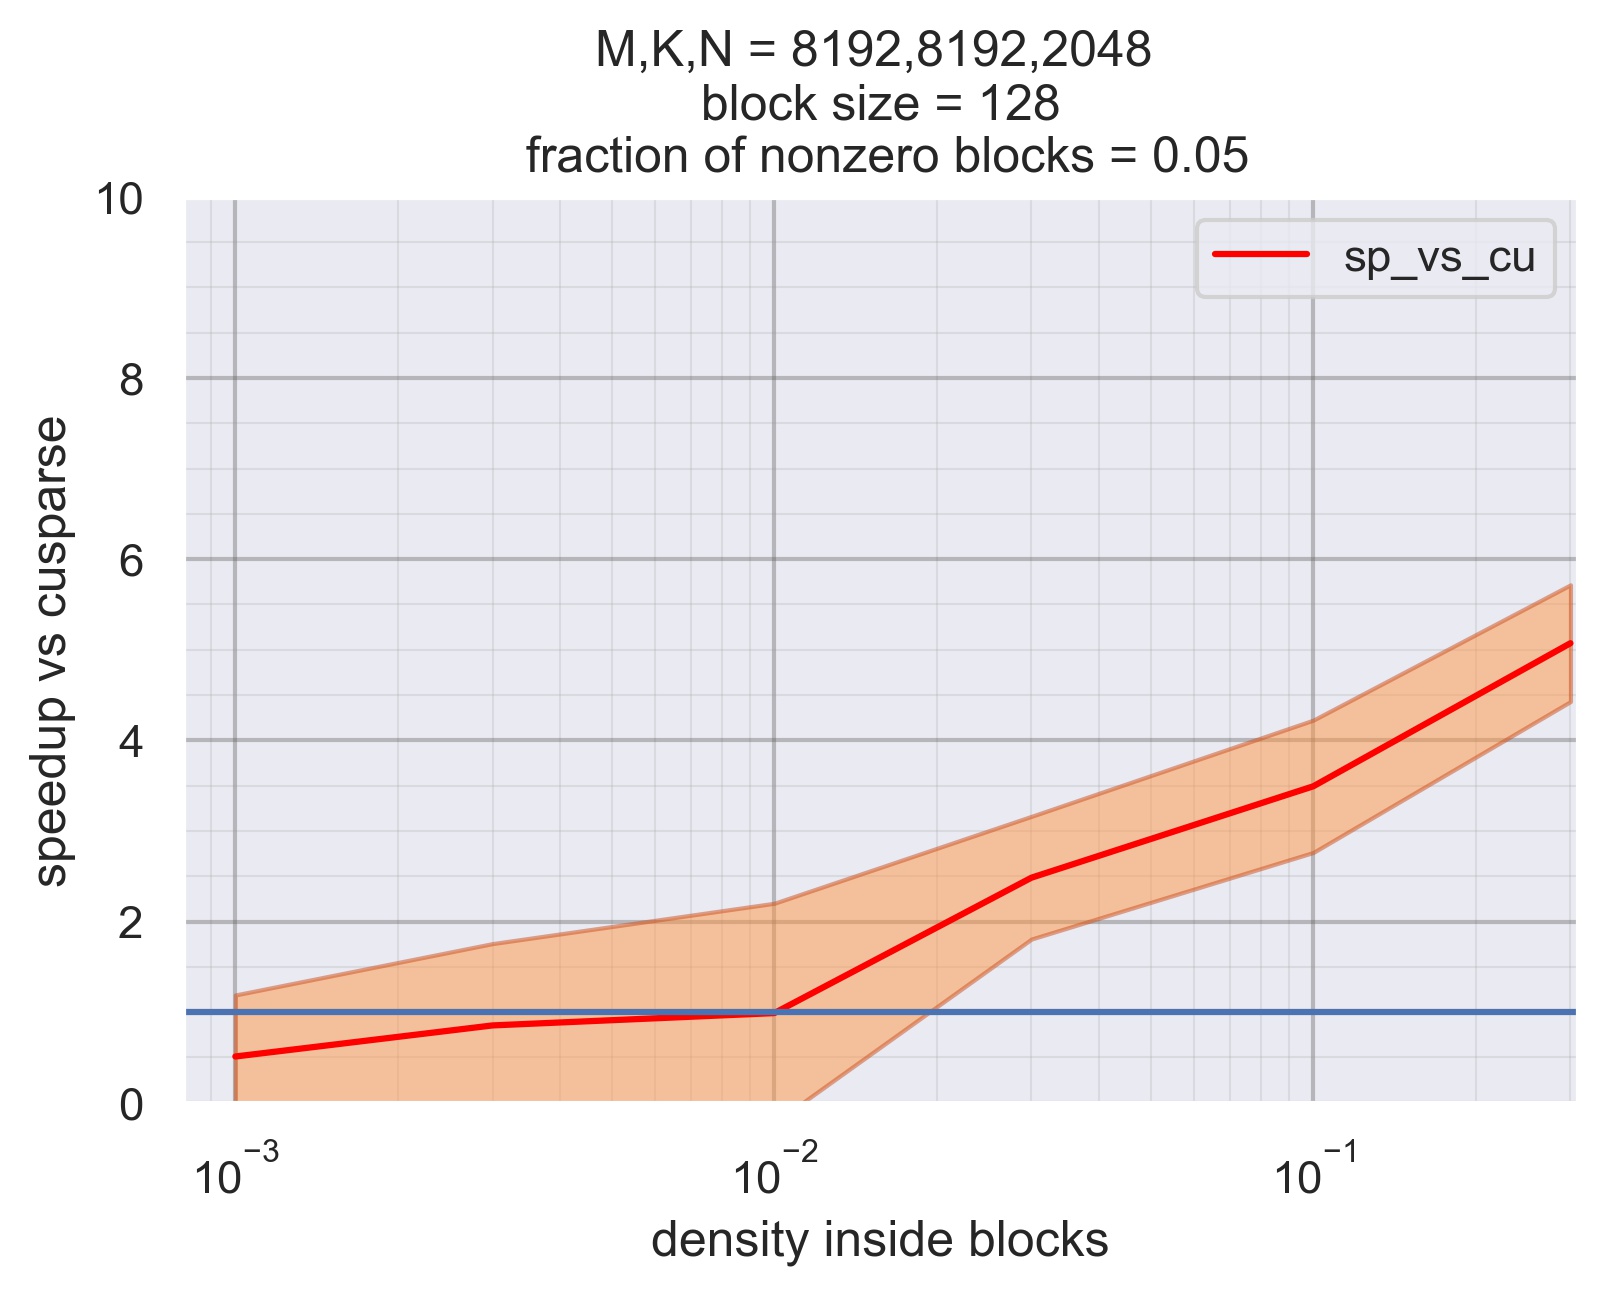 M,K,N = 8192,8192,2048
block size = 128
fraction of nonzero blocks = 0.05
sp_vs_cu
speedup vs cusparse
10
8
6
4
2
0
10⁻³ 10⁻² 10⁻¹
density inside blocks